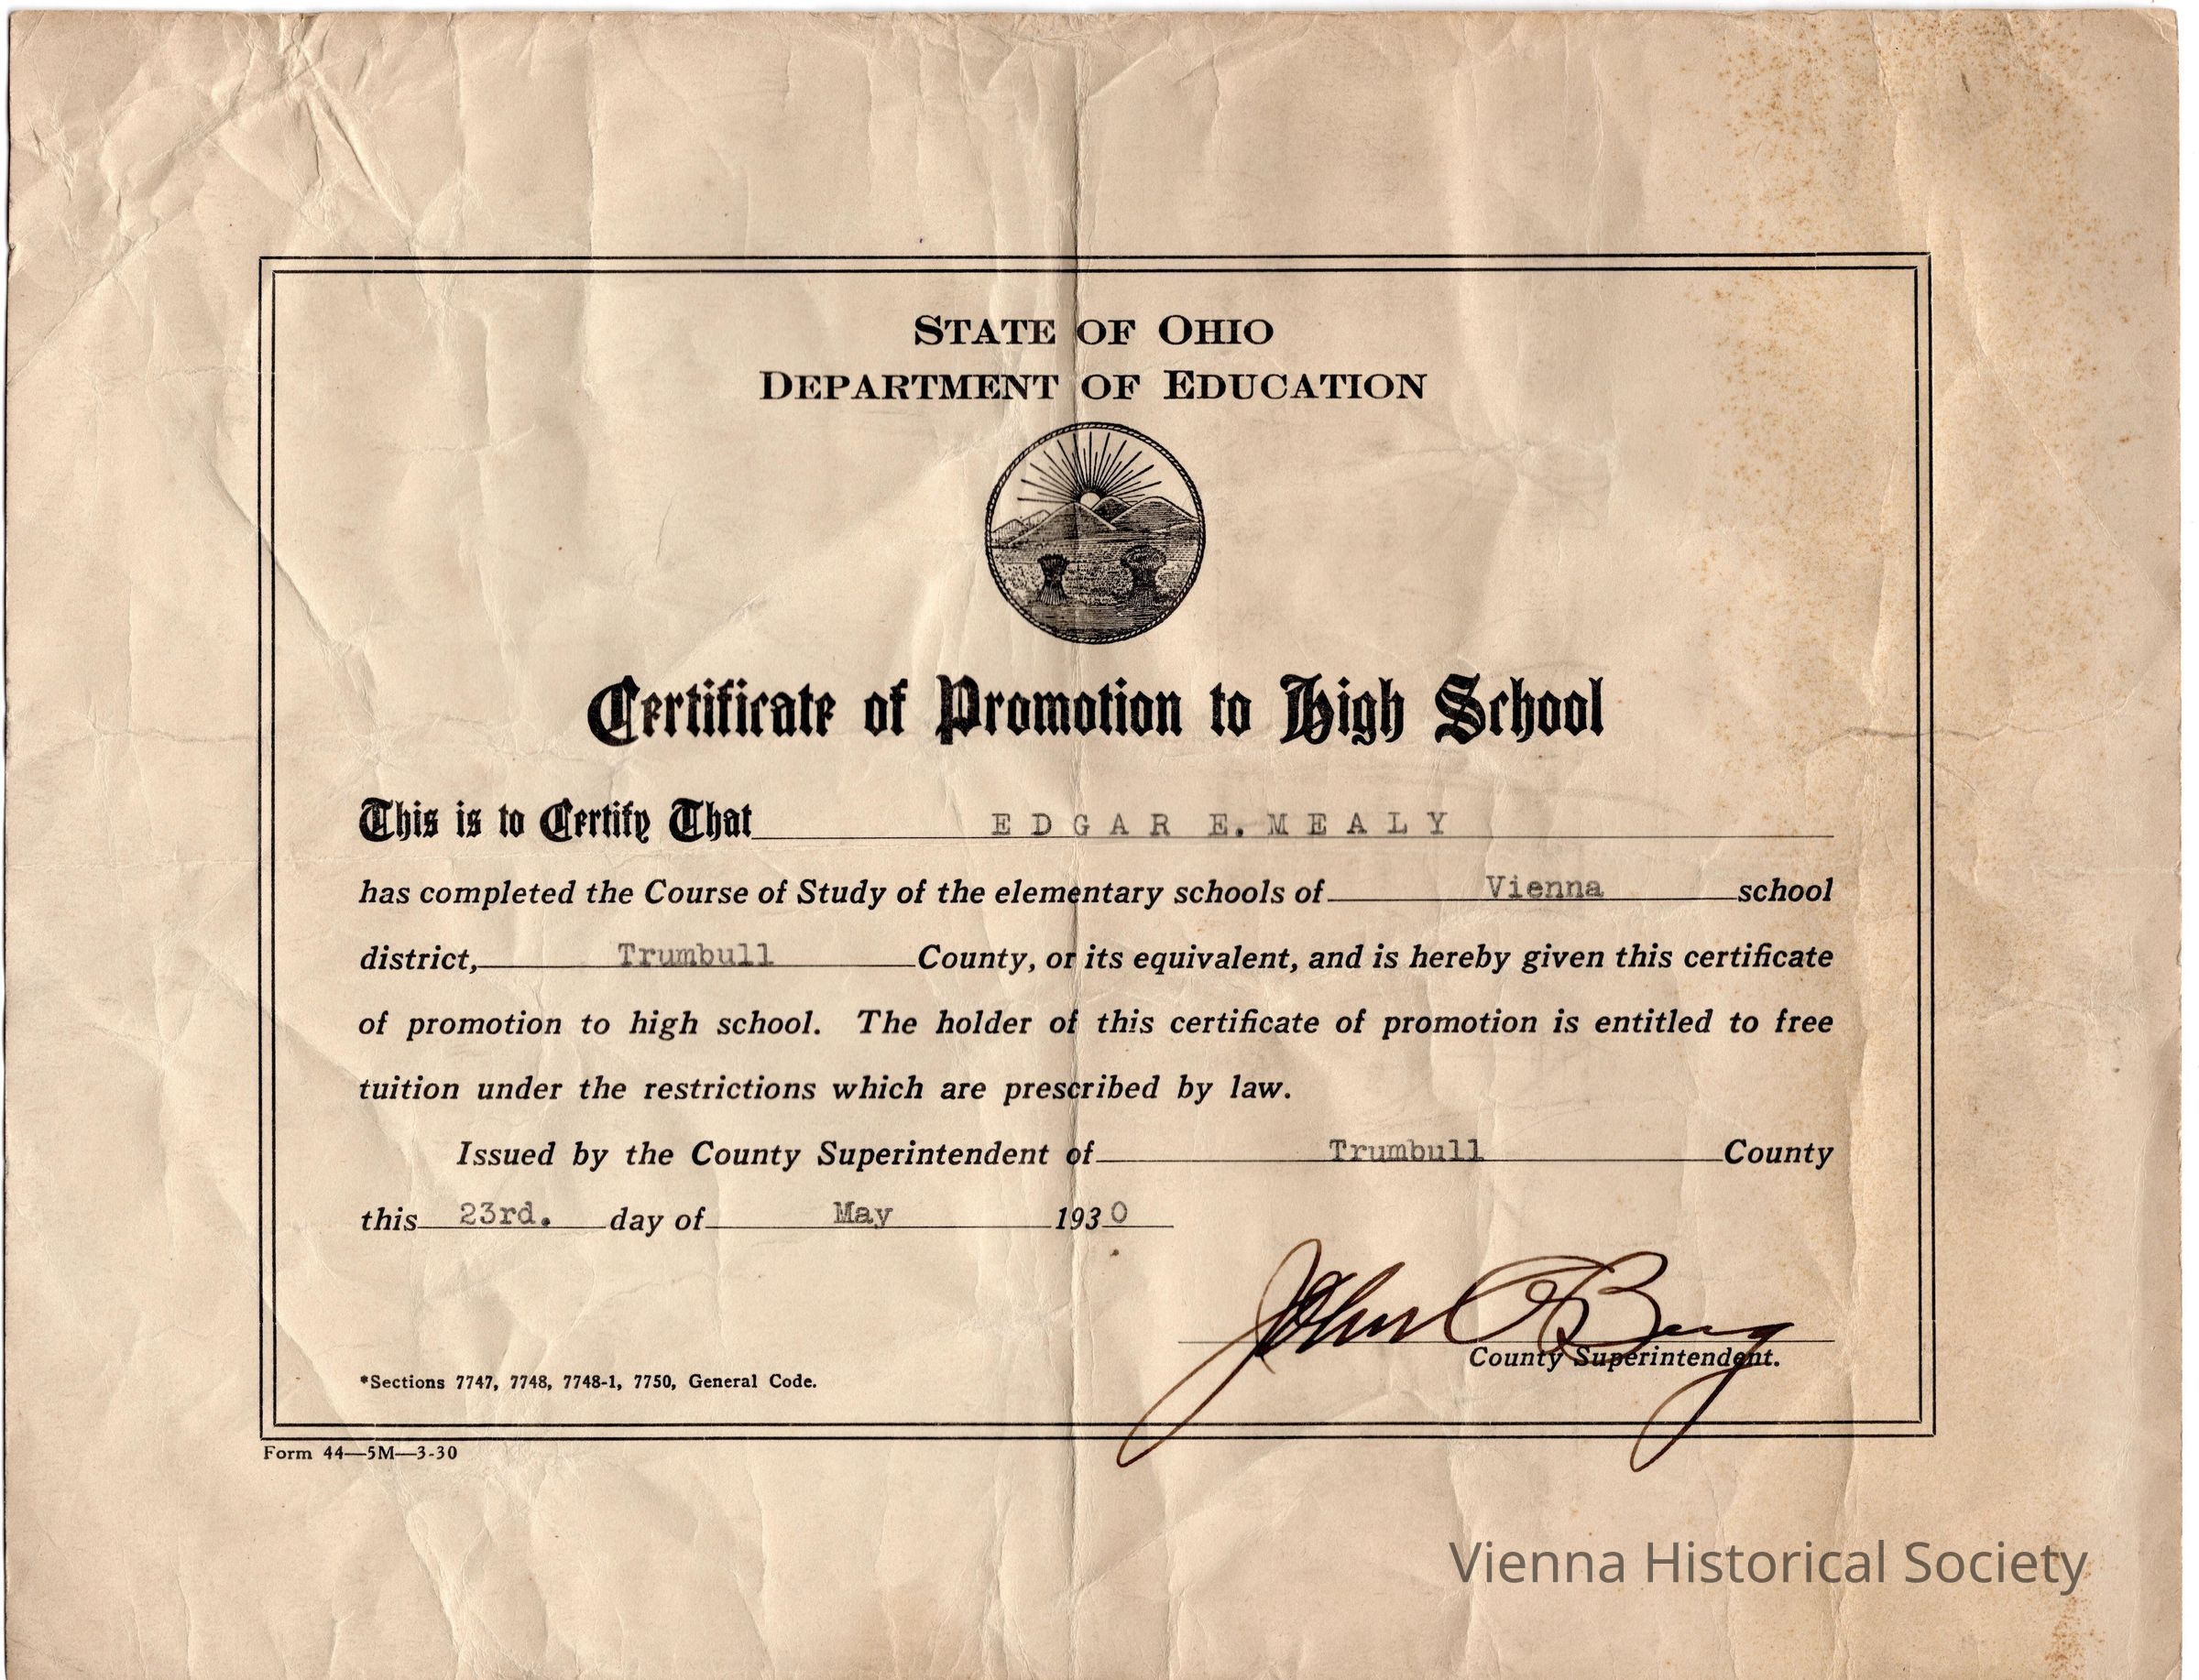 STATE OF OHIO
DEPARTMENT OF EDUCATION
Certificate of Promotion to High School
This is to Certify That EDGAR E. MEALY
has completed the Course of Study of the elementary schools of Vienna school
district, Trumbull County, or its equivalent, and is hereby given this certificate
of promotion to high school. The holder of this certificate of promotion is entitled to free
tuition under the restrictions which are prescribed by law.
Issued by the County Superintendent of Trumbull County
this 23rd. day of May 1930
John
County Superintendent.
*Sections 7747, 7748, 7748-1, 7750, General Code.
Form 44—5M—3-30
Vienna Historical Society